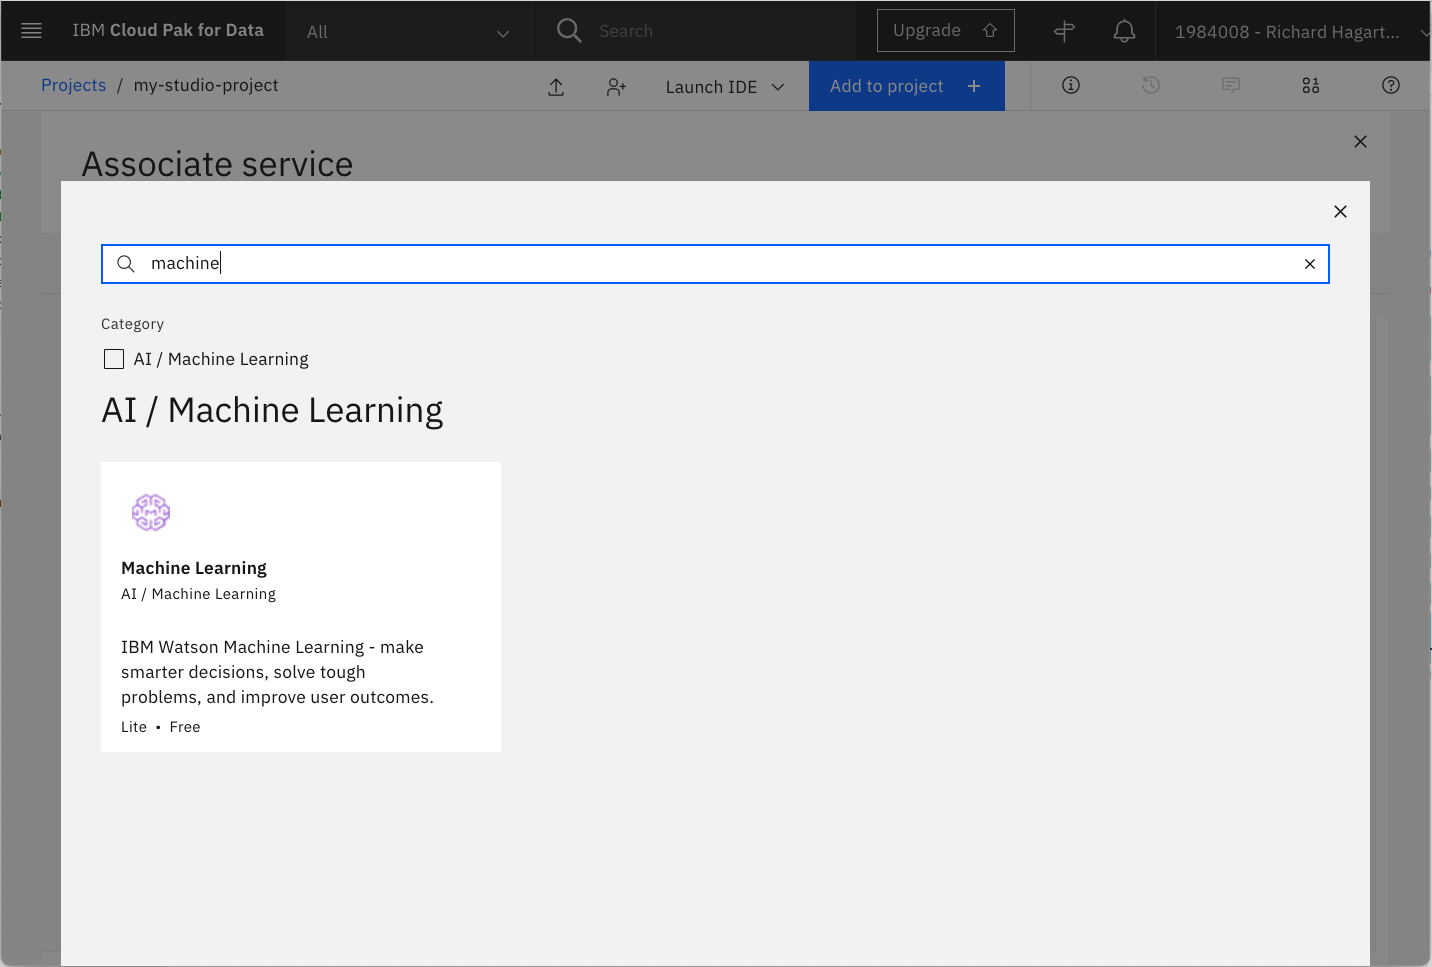 IBM Cloud Pak for Data
All
Search
Upgrade
1984008 - Richard Hagart...
Projects / my-studio-project
Launch IDE
Add to project +
Associate service
machine
Category
AI / Machine Learning
AI / Machine Learning
Machine Learning
AI / Machine Learning
IBM Watson Machine Learning - make
smarter decisions, solve tough
problems, and improve user outcomes.
Lite • Free